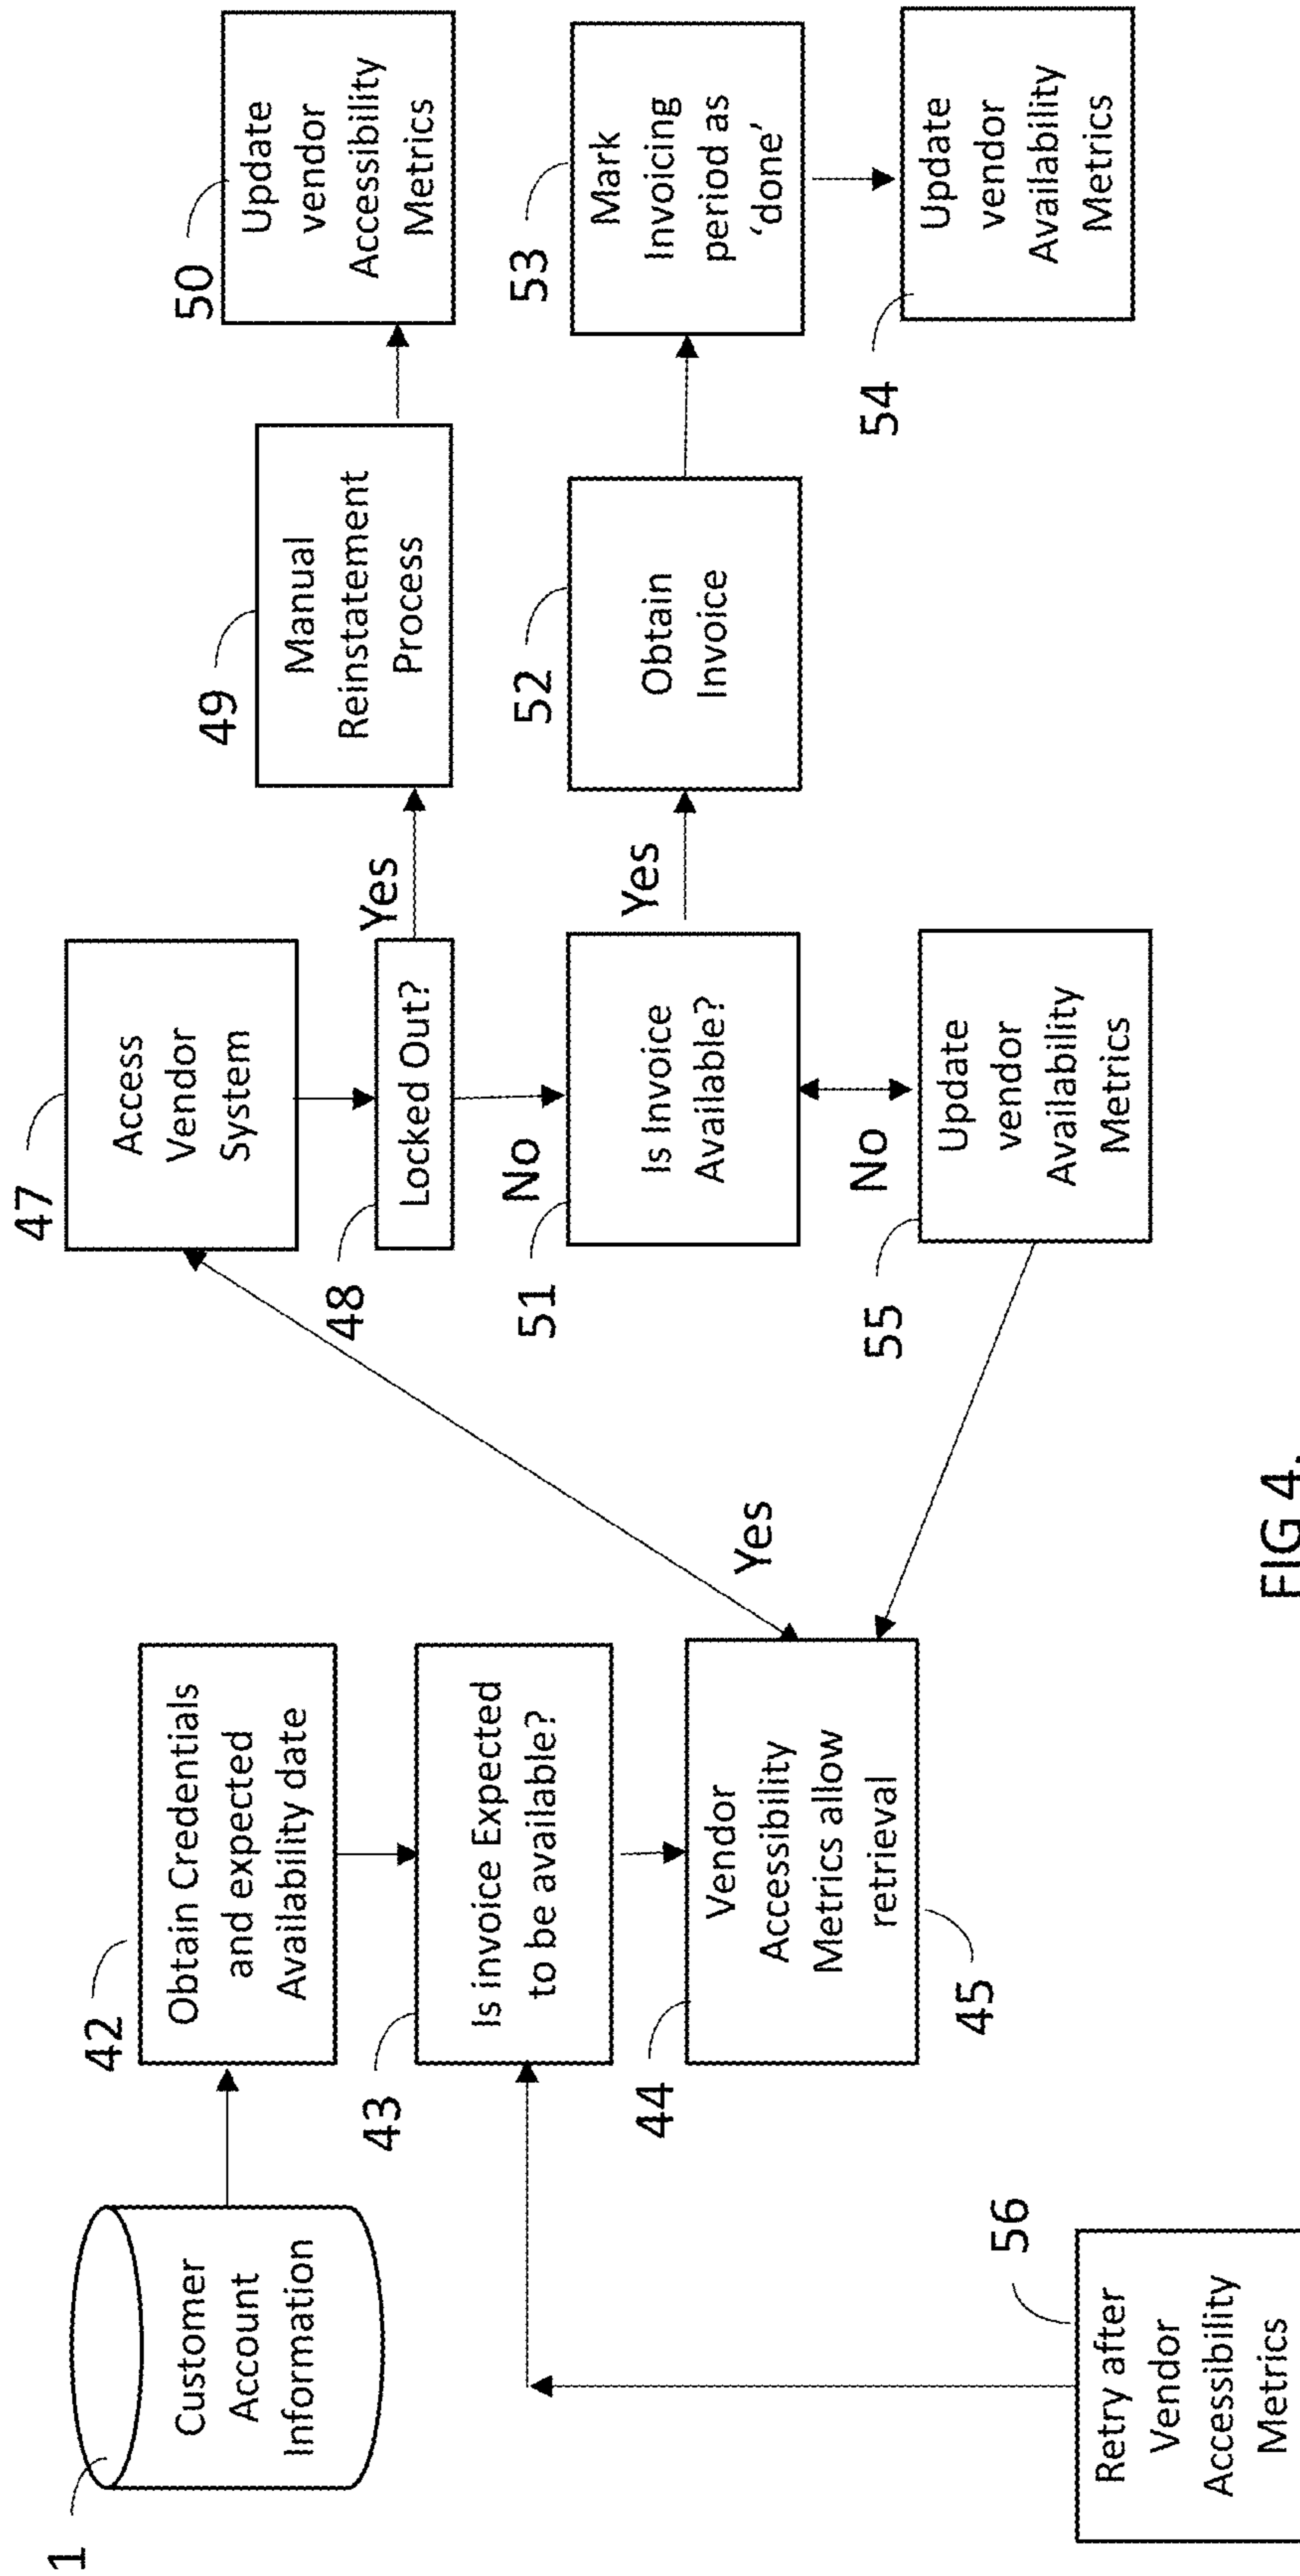 1
Customer
Account
Information
42
Obtain Credentials
and expected
Availability date
43
Is invoice Expected
to be available?
44
Vendor
Accessibility
Metrics allow
retrieval
45
56
Retry after
Vendor
Accessibility
Metrics
Yes
47
Access
Vendor
System
48
Locked Out?
Yes
49
Manual
Reinstatement
Process
50
Update
vendor
Accessibility
Metrics
No
51
Is Invoice
Available?
Yes
52
Obtain
Invoice
53
Mark
Invoicing
period as
‘done’
54
Update
vendor
Availability
Metrics
No
55
Update
vendor
Availability
Metrics
FIG 4.